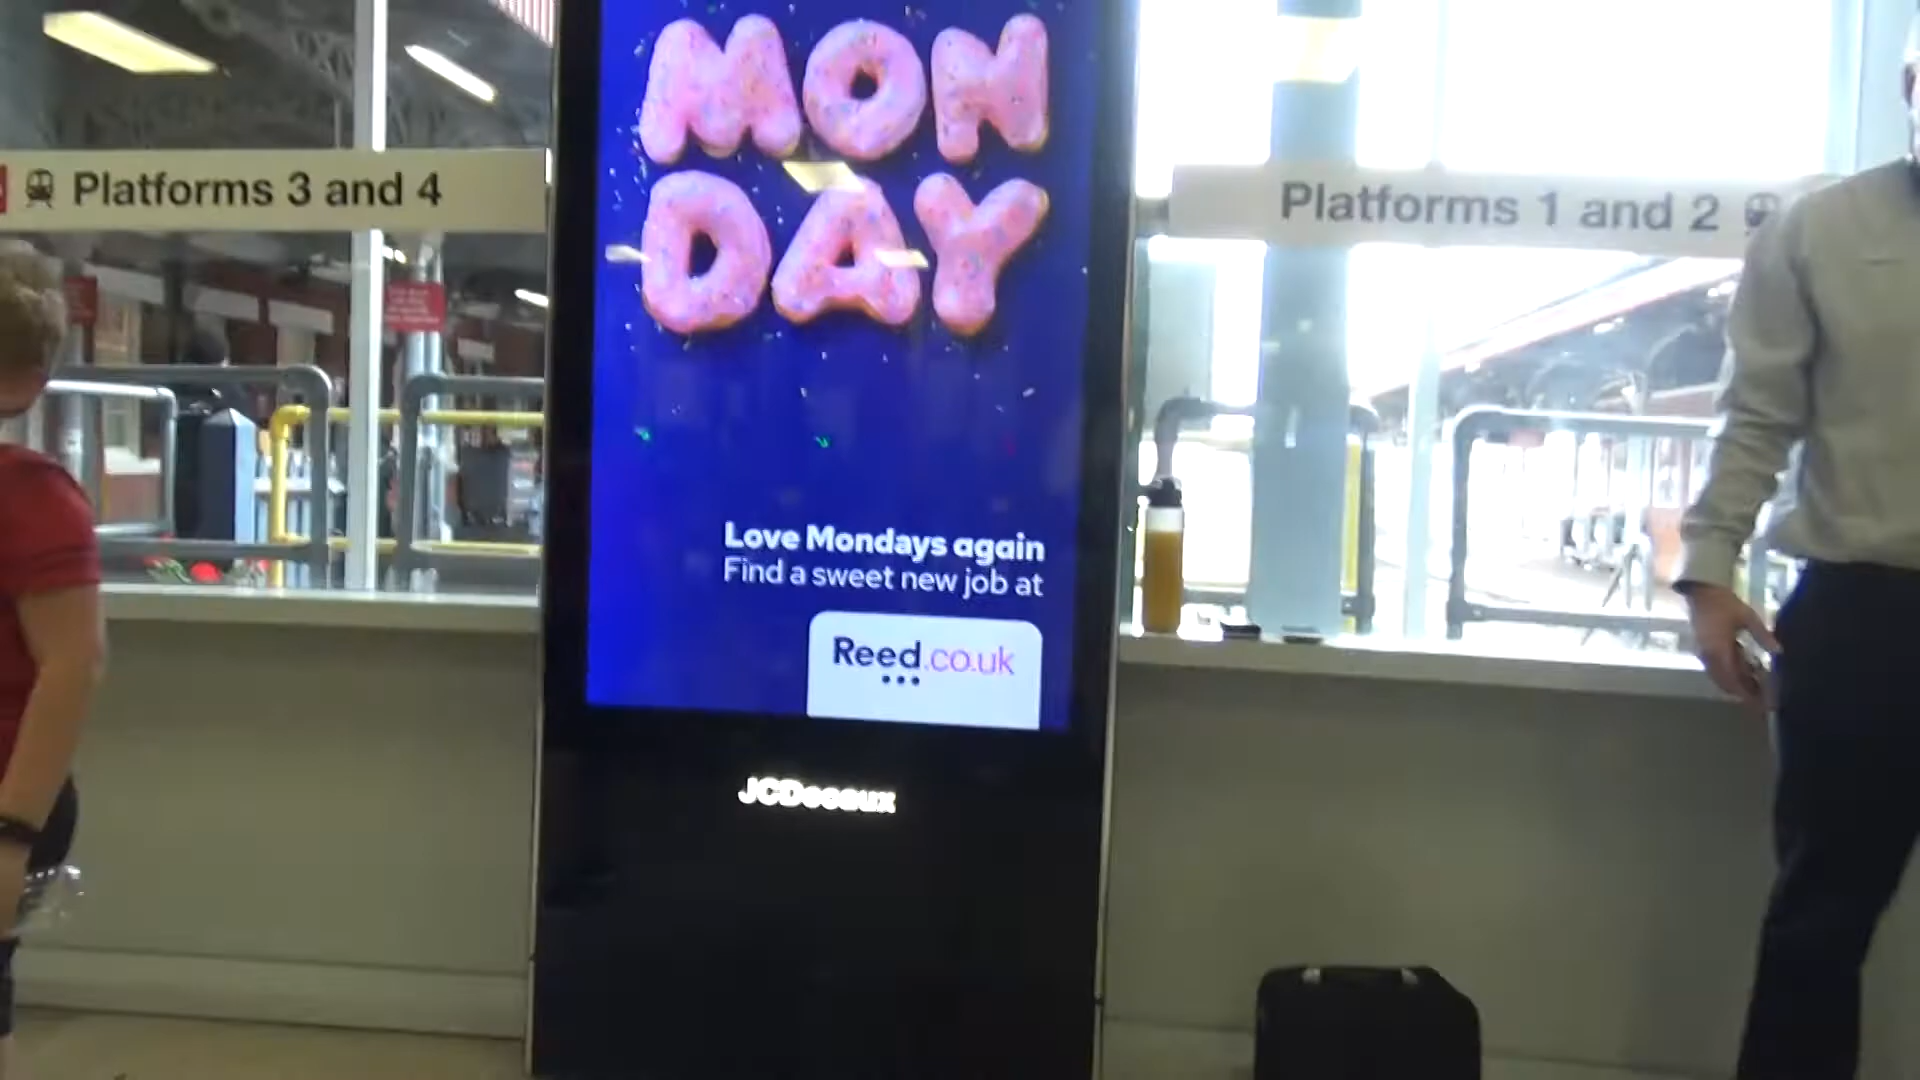 MON
DAY
Platforms 3 and 4
Platforms 1 and 2
Love Mondays again
Find a sweet new job at
Reed.co.uk
JCDecaux